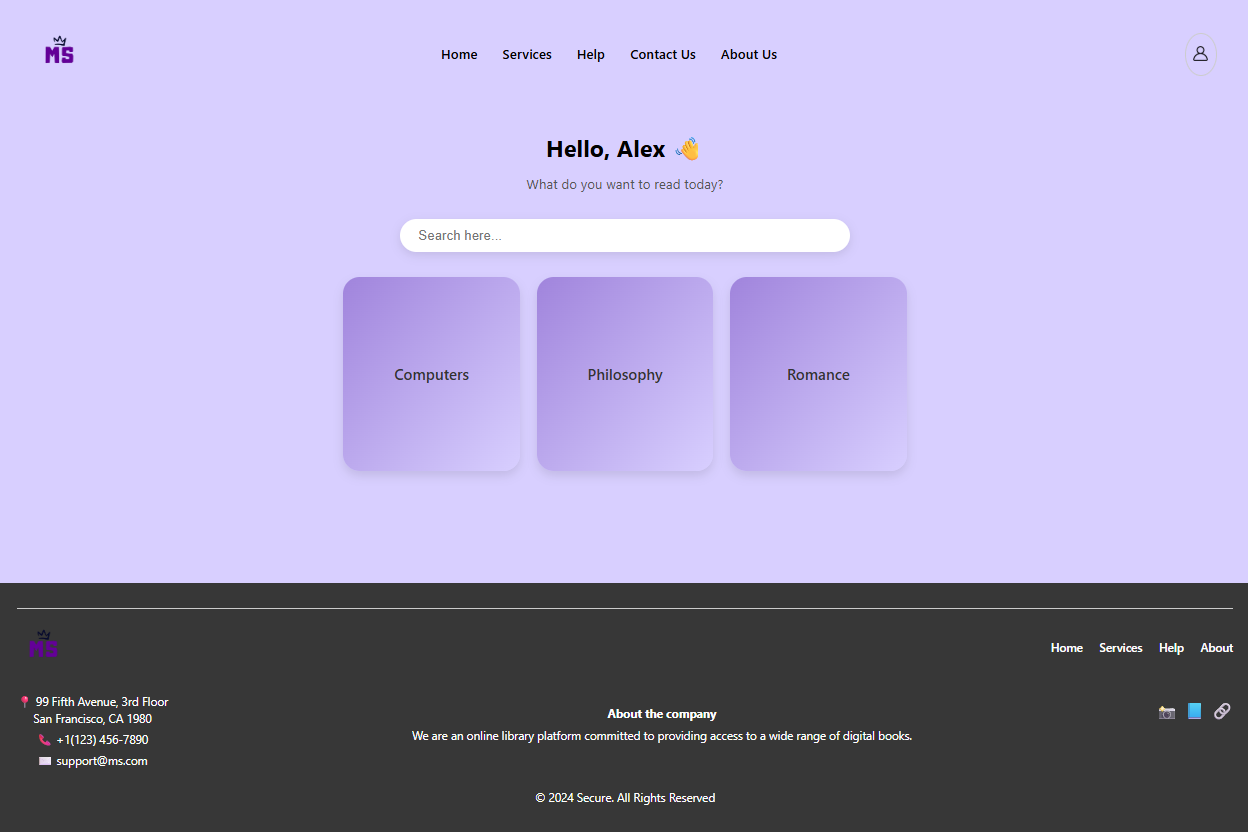 MS
Home Services Help Contact Us About Us
Hello, Alex 👋
What do you want to read today?
Search here...
Computers
Philosophy
Romance
MS
Home Services Help About
📍 99 Fifth Avenue, 3rd Floor
San Francisco, CA 1980
📞 +1(123) 456-7890
📧 support@ms.com
About the company
We are an online library platform committed to providing access to a wide range of digital books.
© 2024 Secure. All Rights Reserved